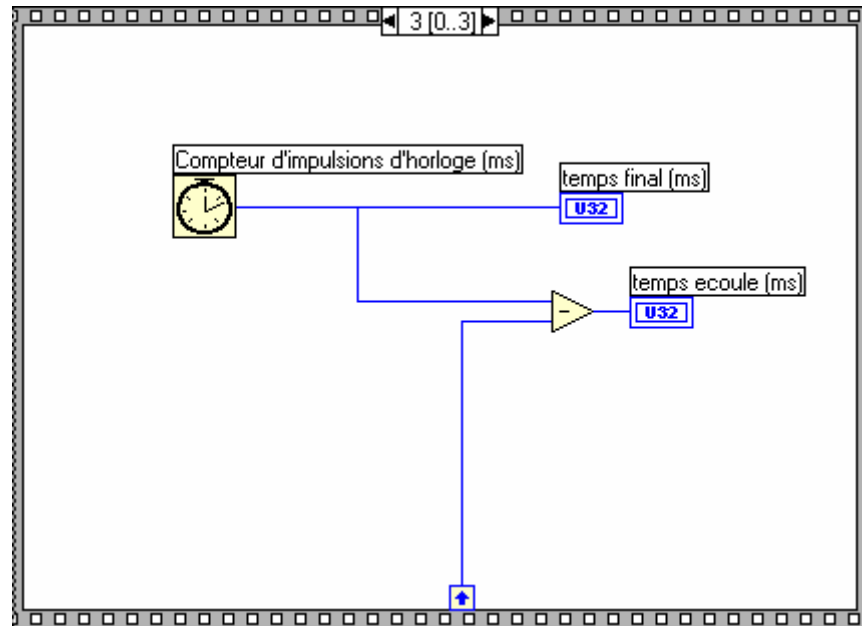 3 [0..3]
Compteur d'impulsions d'horloge (ms)
temps final (ms)
U32
temps ecoule (ms)
U32
-